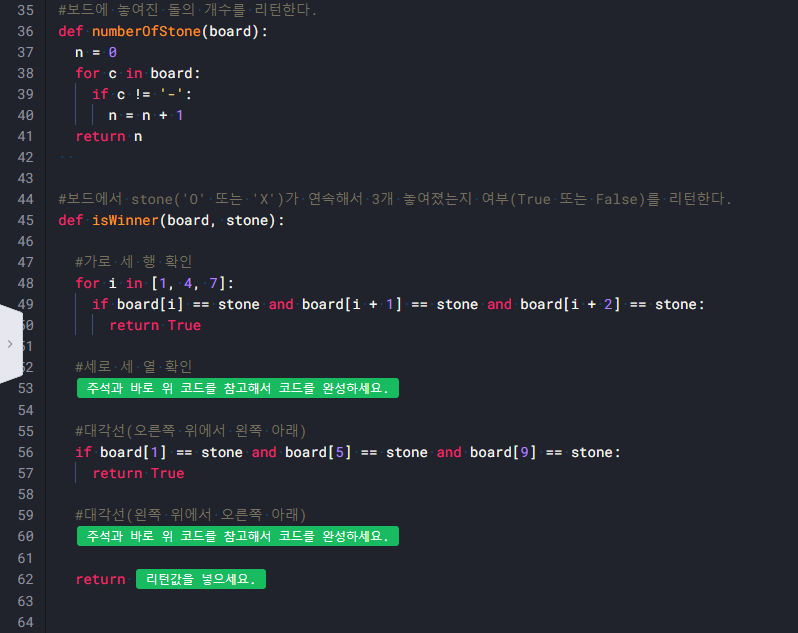 35 #보드에 놓여진 돌의 개수를 리턴한다.
36 def numberOfStone(board):
37 n = 0
38 for c in board:
39 if c != '-':
40 n = n + 1
41 return n
42
43
44 #보드에서 stone('O' 또는 'X')가 연속해서 3개 놓여졌는지 여부(True 또는 False)를 리턴한다.
45 def isWinner(board, stone):
46
47 #가로 세 행 확인
48 for i in [1, 4, 7]:
49 if board[i] == stone and board[i + 1] == stone and board[i + 2] == stone:
50 return True
51
52 #세로 세 열 확인
53 주석과 바로 위 코드를 참고해서 코드를 완성하세요.
54
55 #대각선(오른쪽 위에서 왼쪽 아래)
56 if board[1] == stone and board[5] == stone and board[9] == stone:
57 return True
58
59 #대각선(왼쪽 위에서 오른쪽 아래)
60 주석과 바로 위 코드를 참고해서 코드를 완성하세요.
61
62 return 리턴값을 넣으세요.
63
64